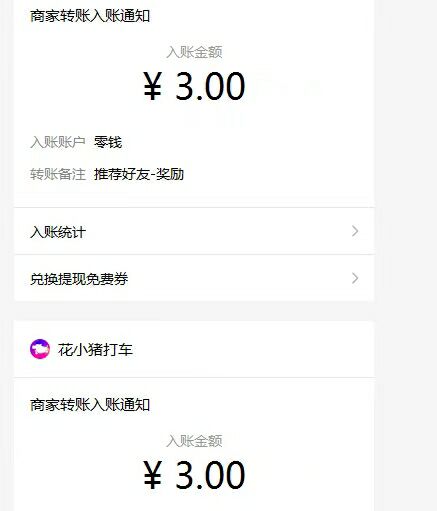 商家转账入账通知
入账金额
¥ 3.00
入账账户 零钱
转账备注 推荐好友-奖励
入账统计
兑换提现免费券
花小猪打车
商家转账入账通知
入账金额
¥ 3.00